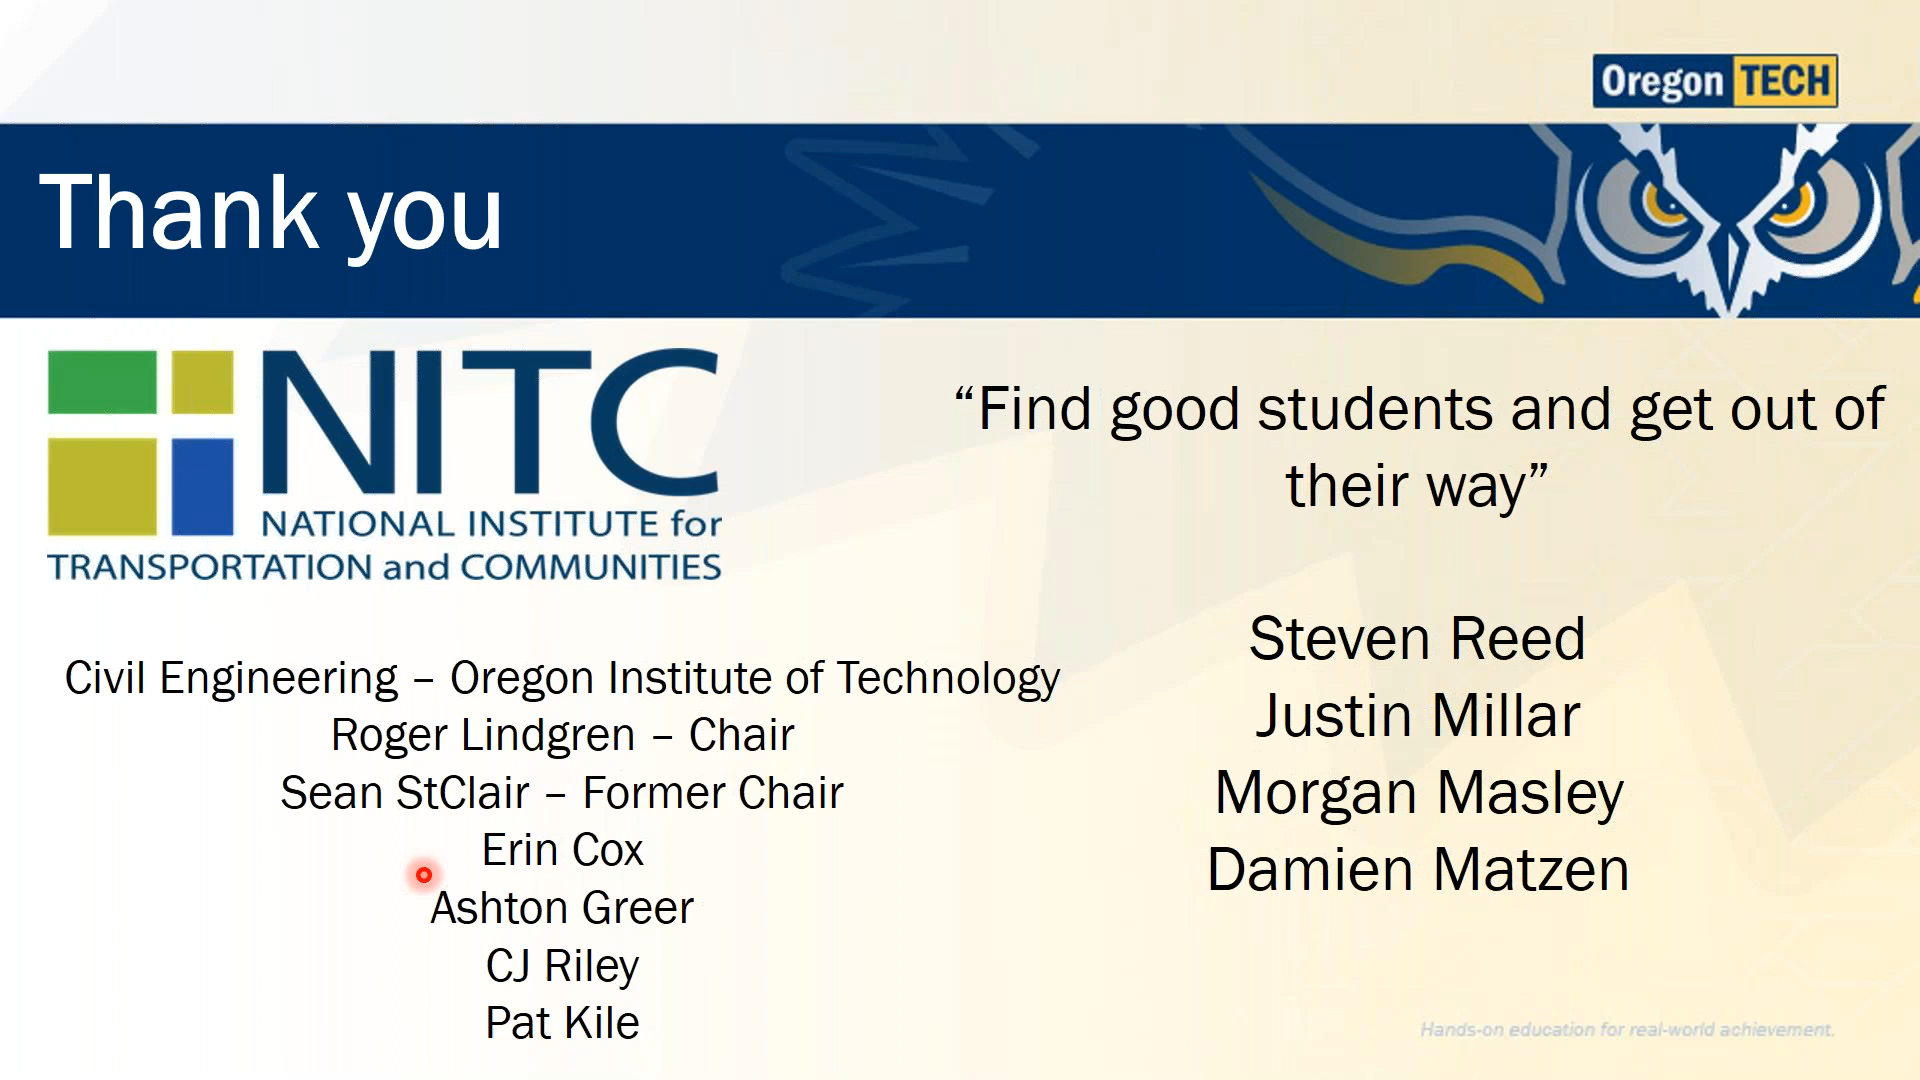 Oregon TECH
Thank you
NITC
NATIONAL INSTITUTE for
TRANSPORTATION and COMMUNITIES
Civil Engineering – Oregon Institute of Technology
Roger Lindgren – Chair
Sean StClair – Former Chair
Erin Cox
Ashton Greer
CJ Riley
Pat Kile
“Find good students and get out of
their way”
Steven Reed
Justin Millar
Morgan Masley
Damien Matzen
Hands-on education for real-world achievement.